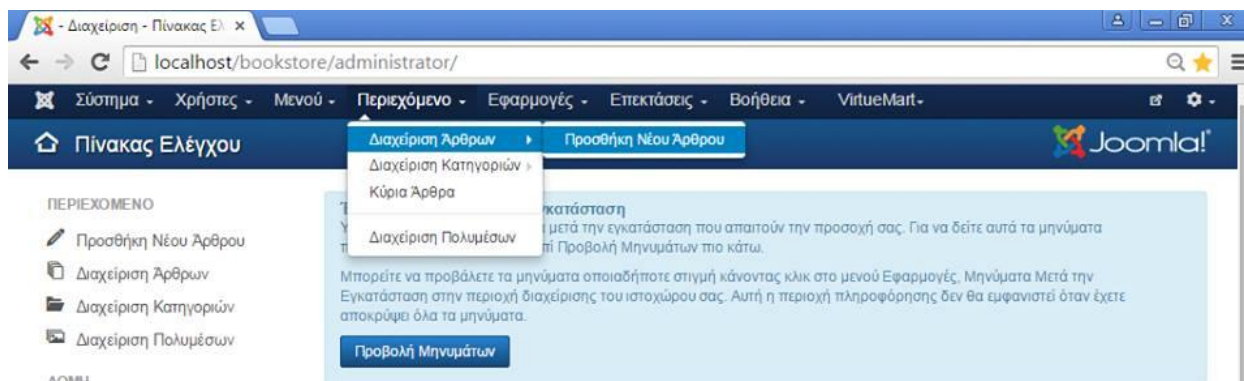 - Διαχείριση - Πίνακας Ελ
localhost/bookstore/administrator/
Σύστημα Χρήστες Μενού Περιεχόμενο Εφαρμογές Επεκτάσεις Βοήθεια VirtueMart
Πίνακας Ελέγχου
Joomla!
Διαχείριση Άρθρων
Προσθήκη Νέου Άρθρου
Διαχείριση Κατηγοριών
Κύρια Άρθρα
Διαχείριση Πολυμέσων
ΠΕΡΙΕΧΟΜΕΝΟ
Προσθήκη Νέου Άρθρου
Διαχείριση Άρθρων
Διαχείριση Κατηγοριών
Διαχείριση Πολυμέσων
μετά την εγκατάσταση που απαιτούν την προσοχή σας. Για να δείτε αυτά τα μηνύματα
πί Προβολή Μηνυμάτων πιο κάτω.
Μπορείτε να προβάλετε τα μηνύματα οποιαδήποτε στιγμή κάνοντας κλικ στο μενού Εφαρμογές, Μηνύματα Μετά την
Εγκατάσταση στην περιοχή διαχείρισης του ιστοχώρου σας. Αυτή η περιοχή πληροφόρησης δεν θα εμφανιστεί όταν έχετε
αποκρύψει όλα τα μηνύματα.
Προβολή Μηνυμάτων